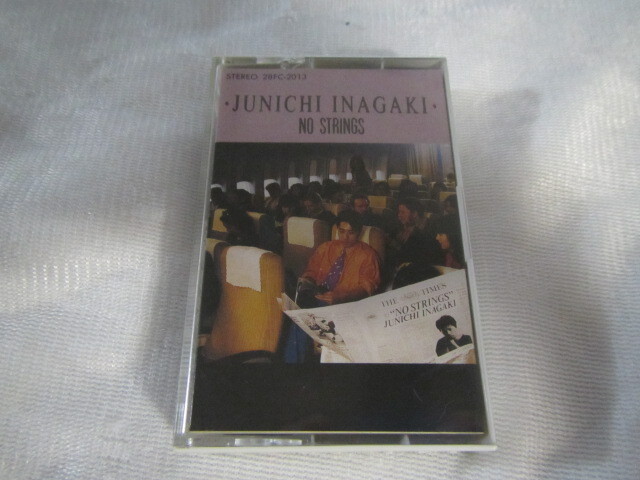 STEREO 28FC-2013
·JUNICHI INAGAKI·
NO STRINGS
THE TIMES
"NO STRINGS"
JUNICHI INAGAKI